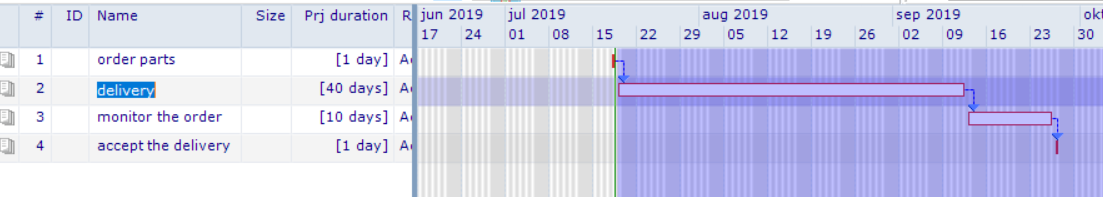 # ID Name Size Prj duration R jun 2019 jul 2019 aug 2019 sep 2019 okt
17 24 01 08 15 22 29 05 12 19 26 02 09 16 23 30
1 order parts [1 day] Ac
2 delivery [40 days] Ac
3 monitor the order [10 days] Ac
4 accept the delivery [1 day] Ac